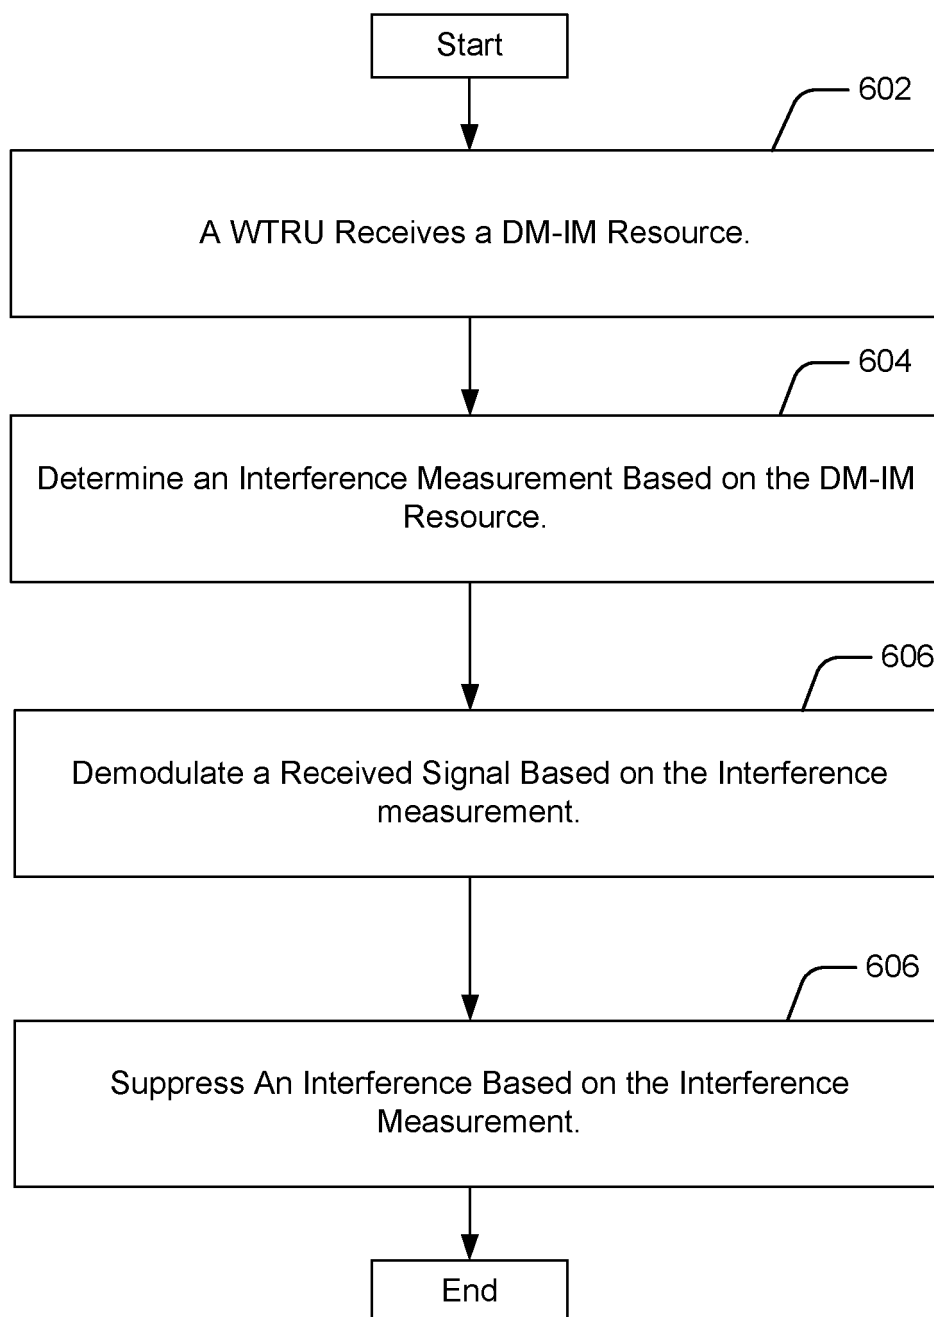 Start
602
A WTRU Receives a DM-IM Resource.
604
Determine an Interference Measurement Based on the DM-IM
Resource.
606
Demodulate a Received Signal Based on the Interference
measurement.
606
Suppress An Interference Based on the Interference
Measurement.
End